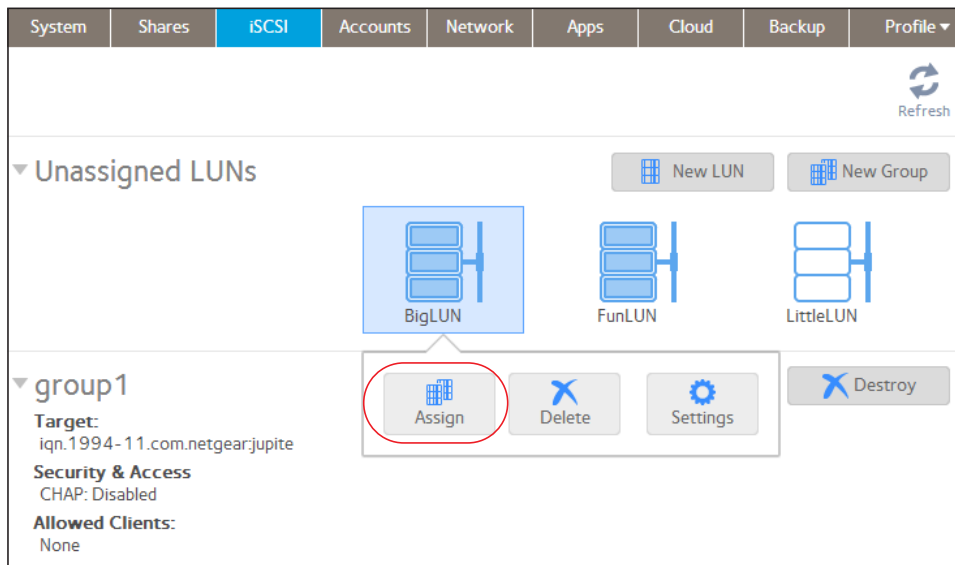 System Shares iSCSI Accounts Network Apps Cloud Backup Profile
Refresh
Unassigned LUNs
New LUN
New Group
BigLUN
FunLUN
LittleLUN
group1
Assign
Delete
Settings
Destroy
Target:
iqn.1994-11.com.netgear:jupite
Security & Access
CHAP: Disabled
Allowed Clients:
None